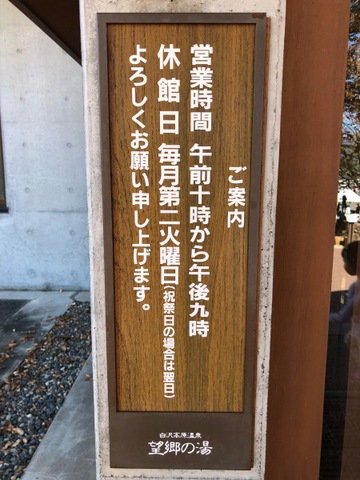 ご案内
営業時間 午前十時から午後九時
休館日 毎月第二火曜日(祝祭日の場合は翌日)
よろしくお願い申し上げます。
白沢高原温泉
望郷の湯